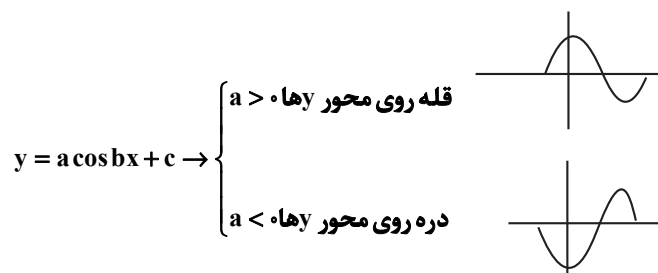 a > ۰ قله روی محور yها
y = a cos bx + c →
a < ۰ دره روی محور yها